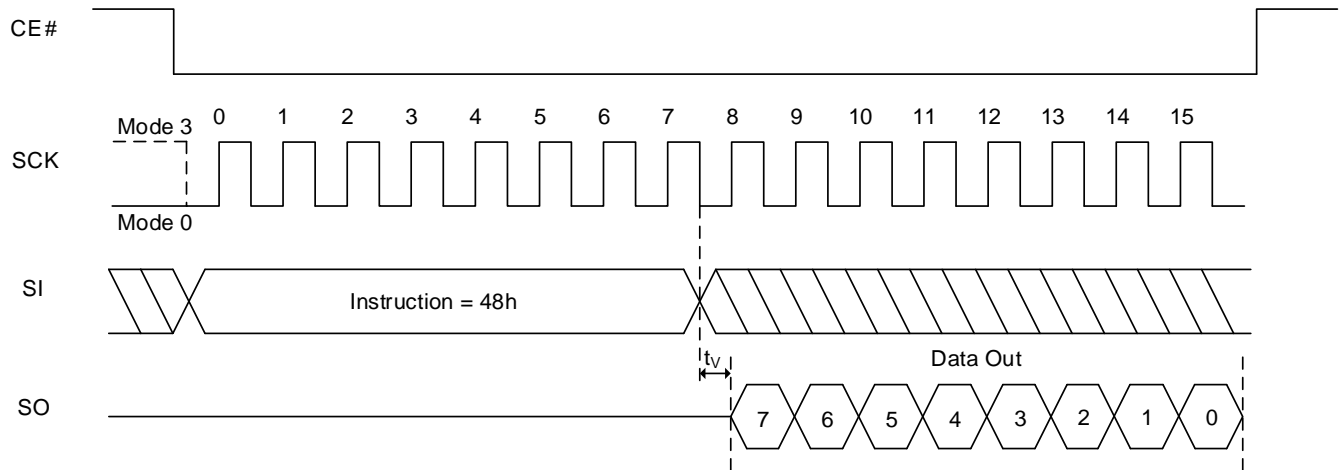 CE#
Mode 3
0 1 2 3 4 5 6 7 8 9 10 11 12 13 14 15
SCK
Mode 0
SI
Instruction = 48h
tV
Data Out
SO
7 6 5 4 3 2 1 0